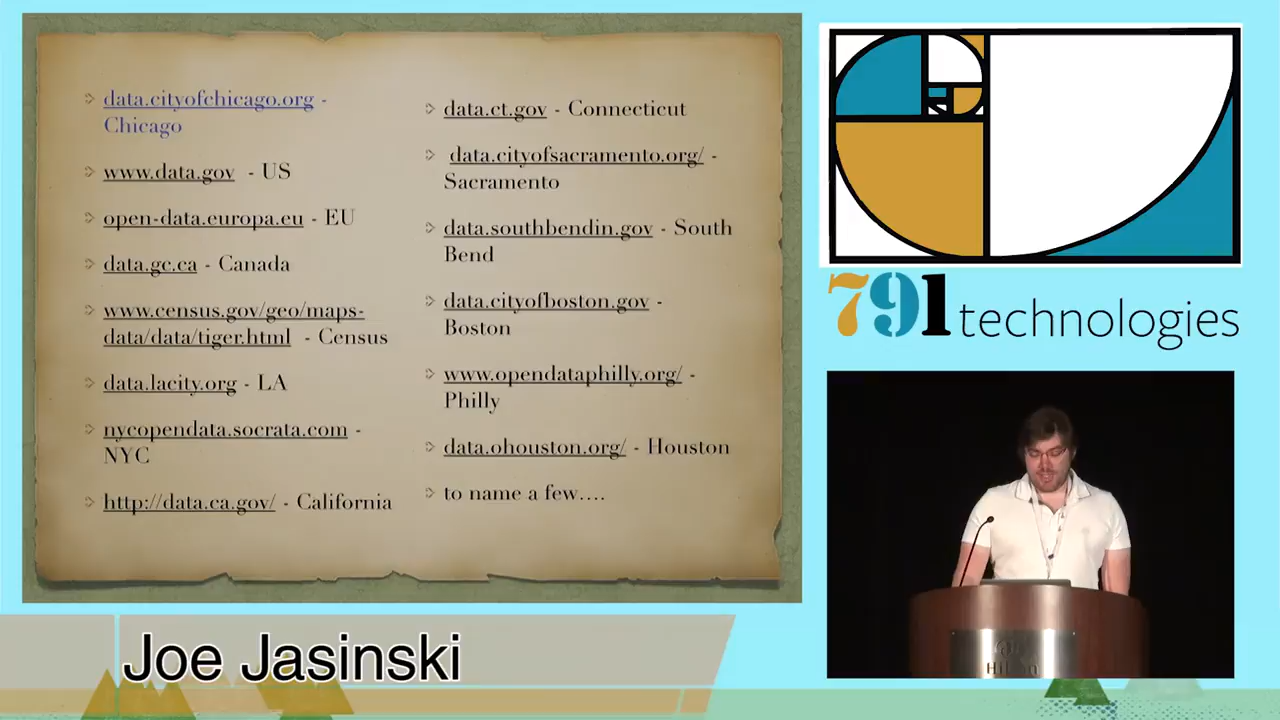 data.cityofchicago.org -
Chicago
www.data.gov - US
open-data.europa.eu - EU
data.gc.ca - Canada
www.census.gov/geo/maps-
data/data/tiger.html - Census
data.lacity.org - LA
nycopendata.socrata.com -
NYC
http://data.ca.gov/ - California
data.ct.gov - Connecticut
data.cityofsacramento.org/ -
Sacramento
data.southbendin.gov - South
Bend
data.cityofboston.gov -
Boston
www.opendataphilly.org/ -
Philly
data.ohouston.org/ - Houston
to name a few....
791 technologies
Hilton
Joe Jasinski